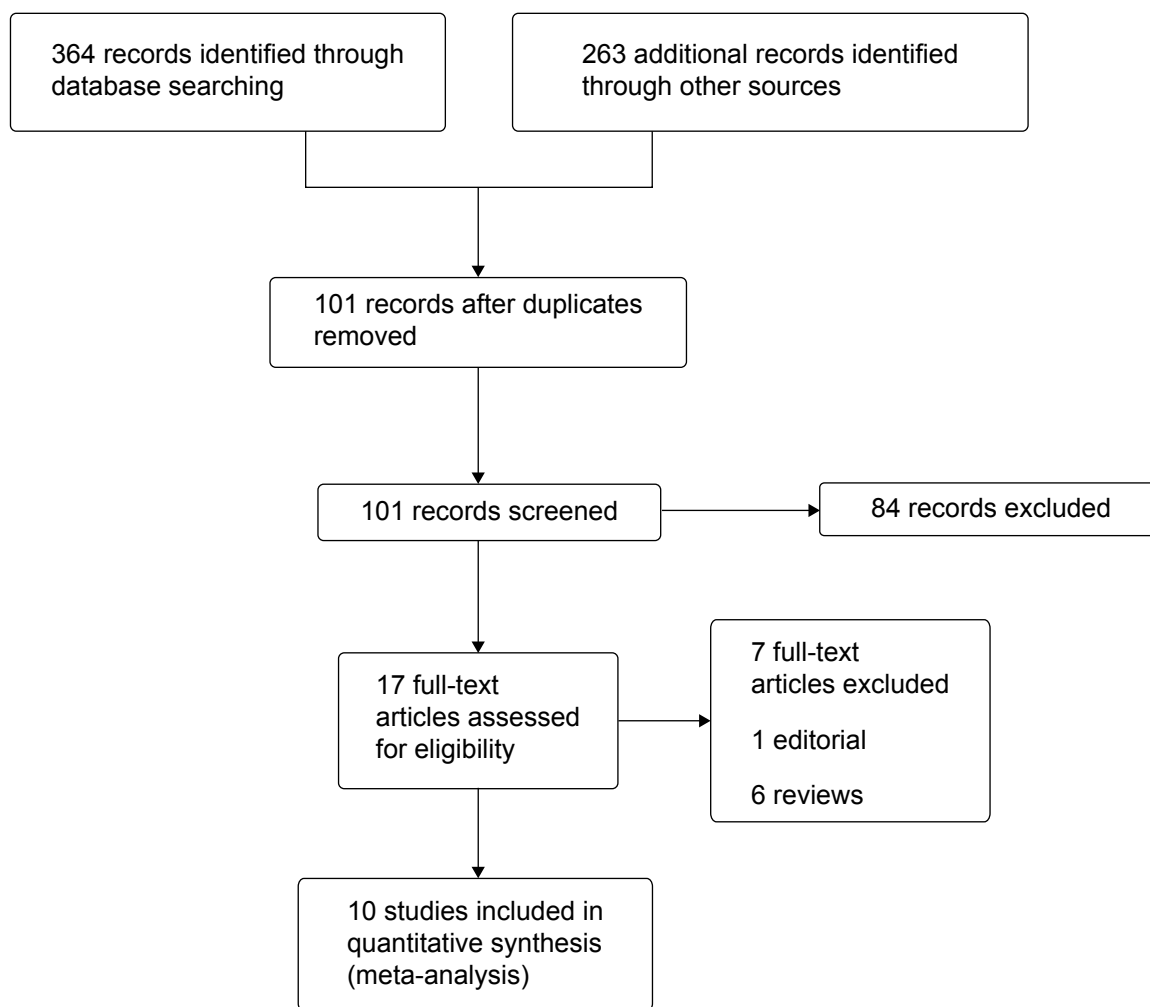 364 records identified through
database searching
263 additional records identified
through other sources
101 records after duplicates
removed
101 records screened
84 records excluded
17 full-text
articles assessed
for eligibility
7 full-text
articles excluded
1 editorial
6 reviews
10 studies included in
quantitative synthesis
(meta-analysis)